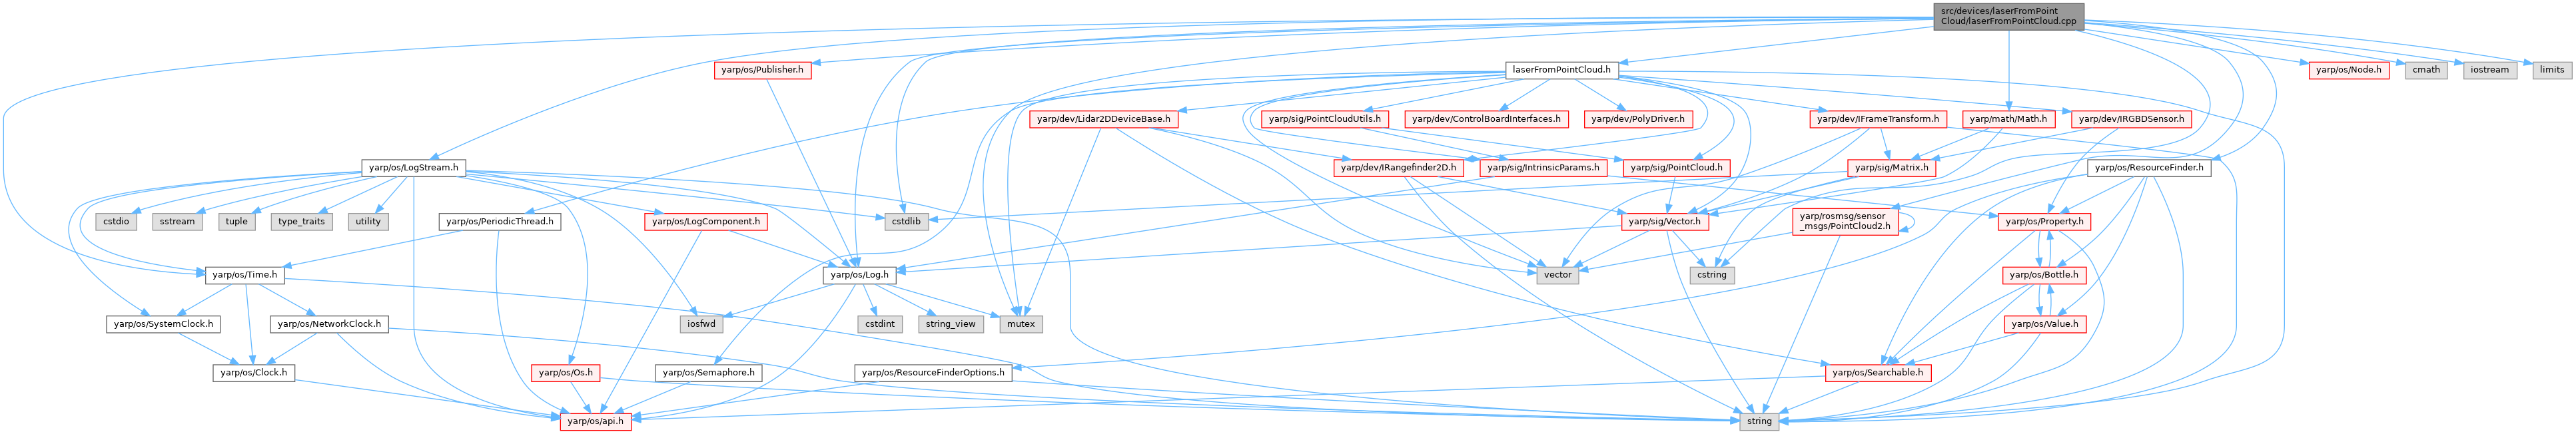 src/devices/laserFromPoint
Cloud/laserFromPointCloud.cpp
yarp/os/Publisher.h
laserFromPointCloud.h
yarp/os/Node.h
cmath
iostream
limits
yarp/dev/Lidar2DDeviceBase.h
yarp/sig/PointCloudUtils.h
yarp/dev/ControlBoardInterfaces.h
yarp/dev/PolyDriver.h
yarp/dev/IFrameTransform.h
yarp/math/Math.h
yarp/dev/IRGBDSensor.h
yarp/os/LogStream.h
yarp/dev/IRangefinder2D.h
yarp/sig/IntrinsicParams.h
yarp/sig/PointCloud.h
yarp/sig/Matrix.h
yarp/os/ResourceFinder.h
cstdio
sstream
tuple
type_traits
utility
yarp/os/PeriodicThread.h
yarp/os/LogComponent.h
cstdlib
yarp/sig/Vector.h
yarp/rosmsg/sensor
_msgs/PointCloud2.h
yarp/os/Property.h
yarp/os/Time.h
yarp/os/Log.h
vector
cstring
yarp/os/Bottle.h
yarp/os/SystemClock.h
yarp/os/NetworkClock.h
iosfwd
cstdint
string_view
mutex
yarp/os/Value.h
yarp/os/Clock.h
yarp/os/Os.h
yarp/os/Semaphore.h
yarp/os/ResourceFinderOptions.h
yarp/os/Searchable.h
yarp/os/api.h
string